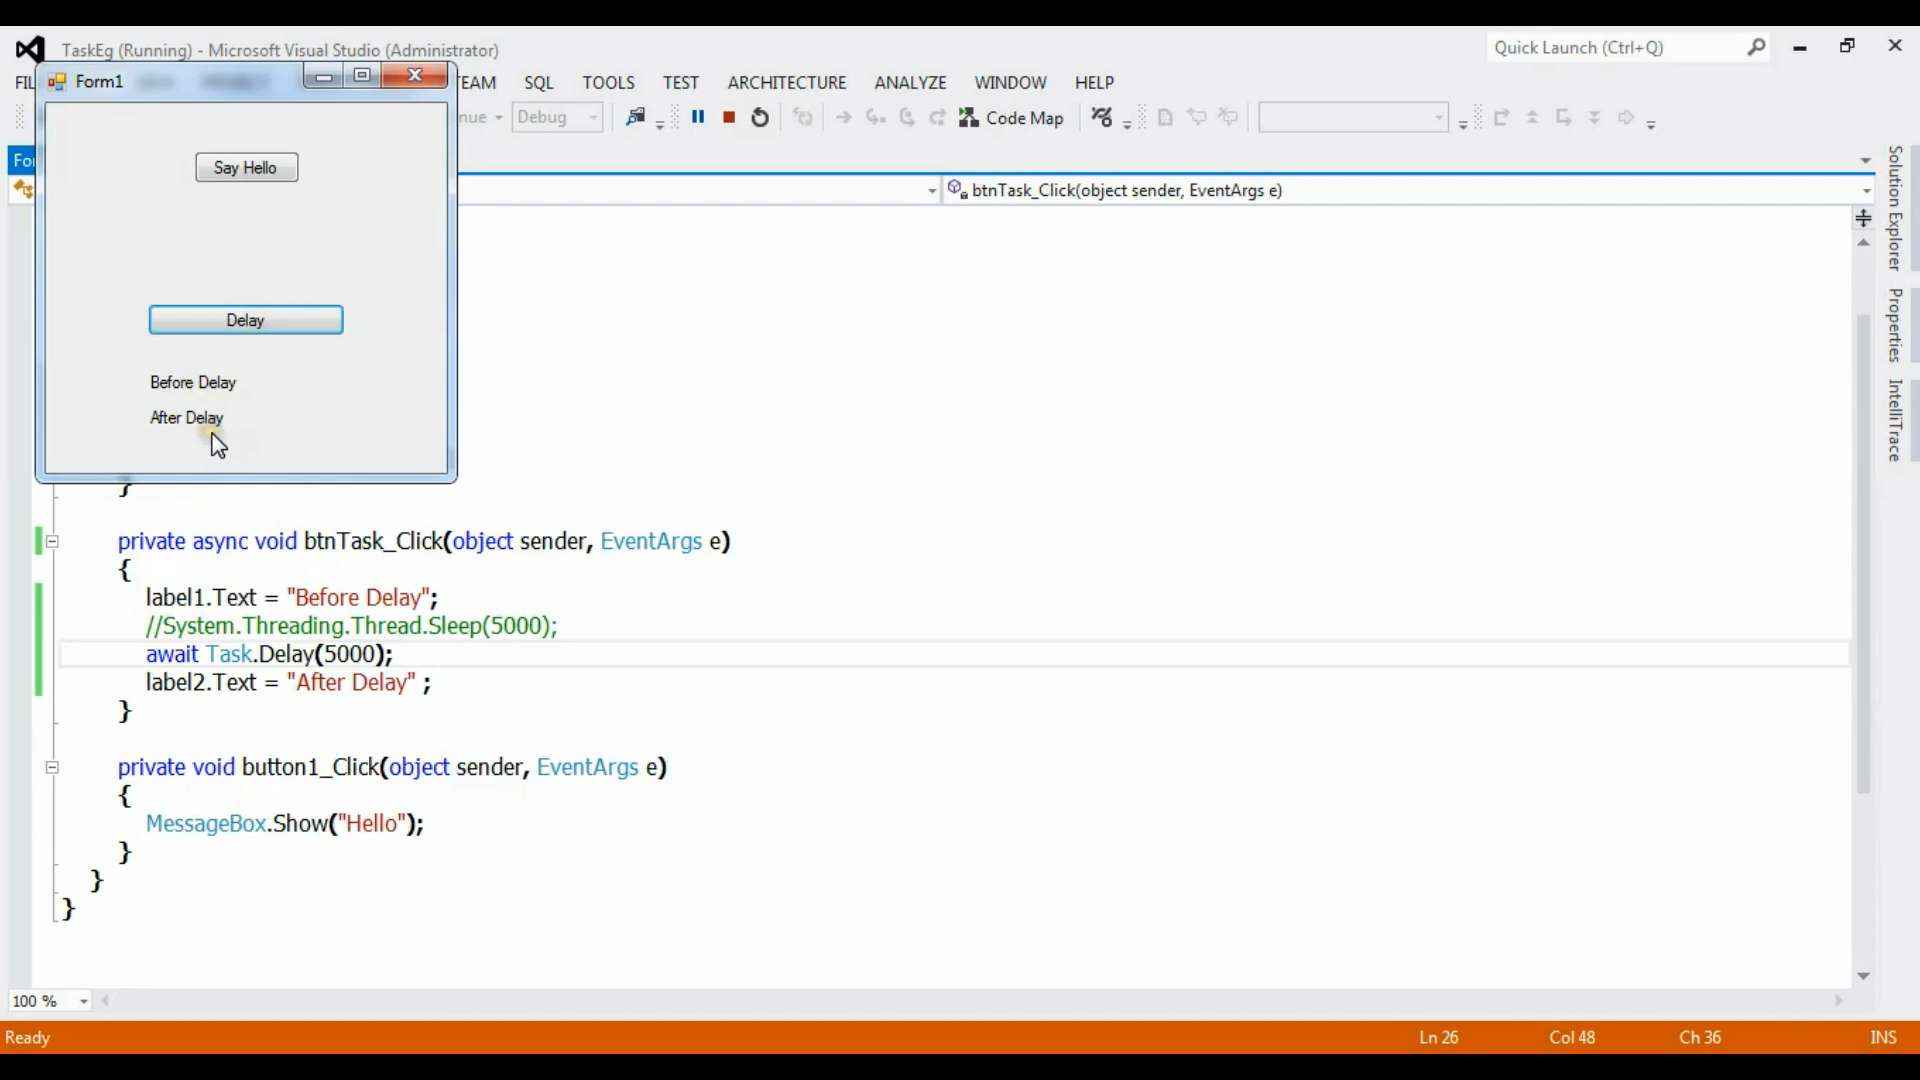 TaskEg (Running) - Microsoft Visual Studio (Administrator)
Quick Launch (Ctrl+Q)
Form1
FIL
TEAM SQL TOOLS TEST ARCHITECTURE ANALYZE WINDOW HELP
nue Debug Code Map
For
btnTask_Click(object sender, EventArgs e)
Say Hello
Delay
Before Delay
After Delay
Solution Explorer
Properties
IntelliTrace
}
private async void btnTask_Click(object sender, EventArgs e)
{
label1.Text = "Before Delay";
//System.Threading.Thread.Sleep(5000);
await Task.Delay(5000);
label2.Text = "After Delay" ;
}
private void button1_Click(object sender, EventArgs e)
{
MessageBox.Show("Hello");
}
}
}
100 %
Ready Ln 26 Col 48 Ch 36 INS